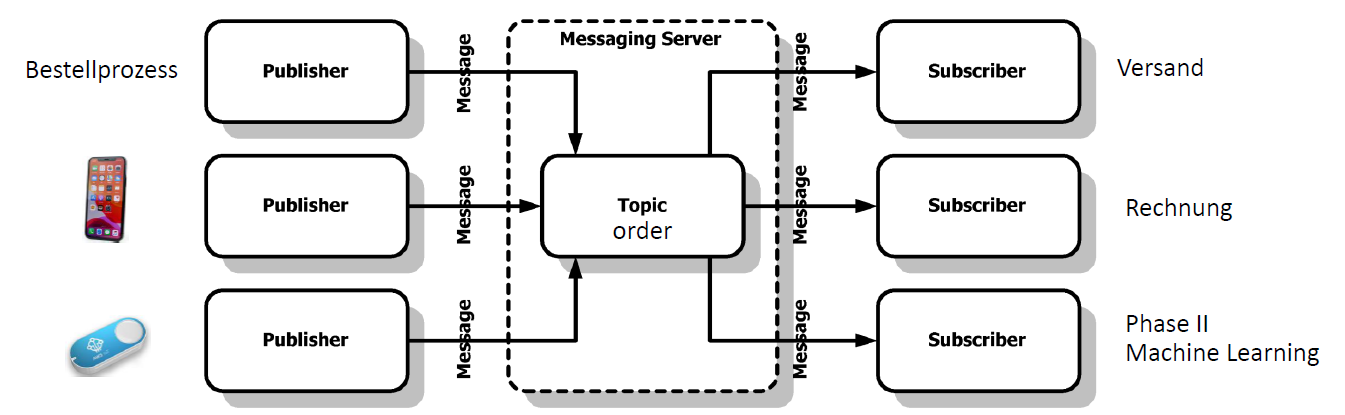 Messaging Server
Bestellprozess
Publisher
Message
Message
Subscriber
Versand
Publisher
Message
Topic
order
Message
Subscriber
Rechnung
Publisher
Message
Message
Subscriber
Phase II
Machine Learning